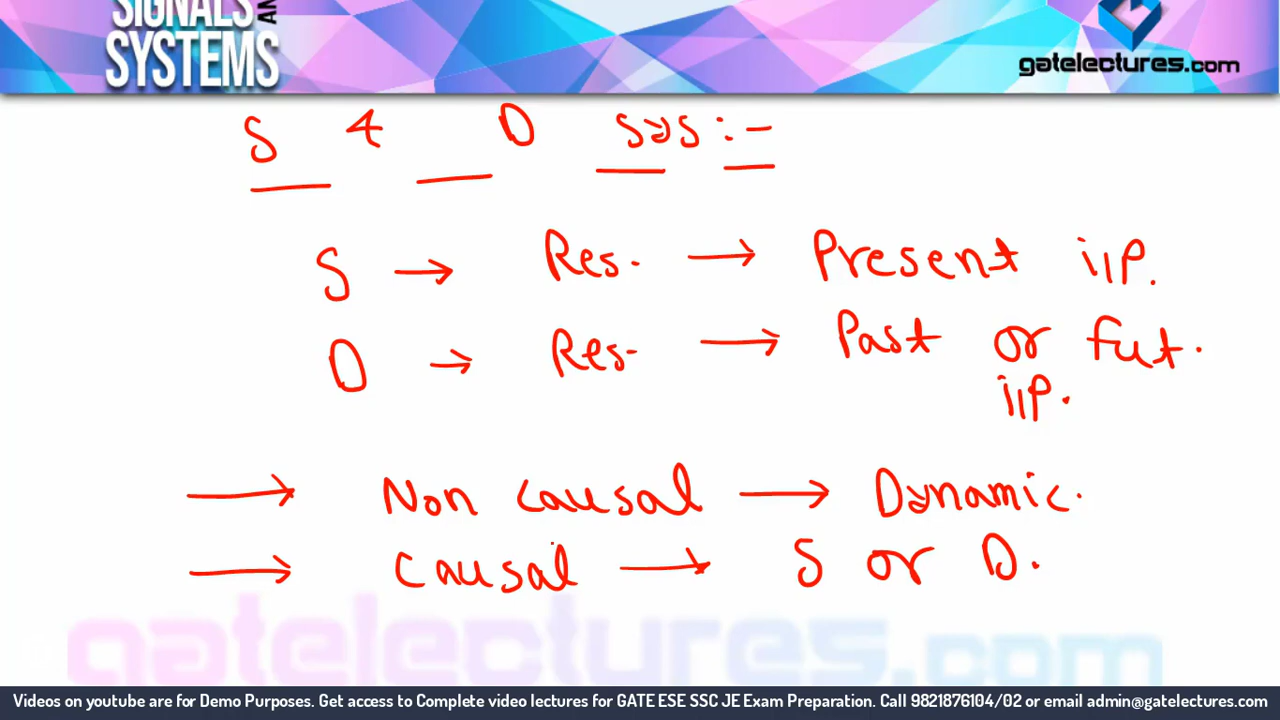 SIGNALS AND
SYSTEMS
gatelectures.com
S & D sys :-
S → Res. → Present i/p.
D → Res. → Past or fut.
i/p.
→ Non causal → Dynamic.
→ causal → S or D.
gatelectures.com
Videos on youtube are for Demo Purposes. Get access to Complete video lectures for GATE ESE SSC JE Exam Preparation. Call 9821876104/02 or email admin@gatelectures.com